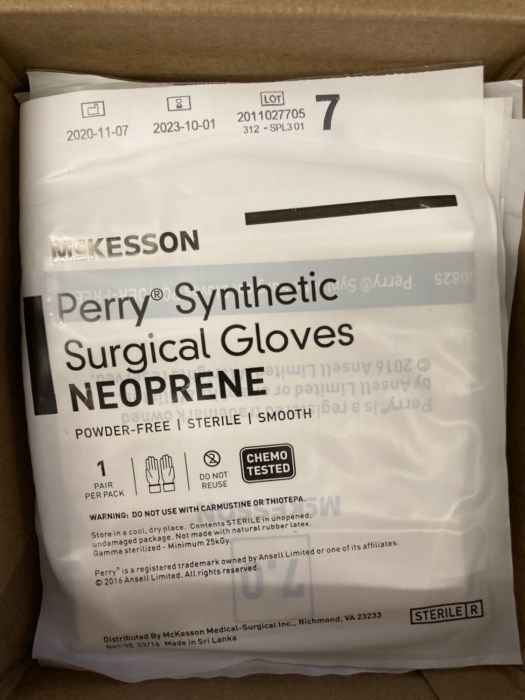 LOT
2020-11-07 2023-10-01 2011027705 7
312 - SPL3 01
McKESSON
Perry® Synthetic
Surgical Gloves
NEOPRENE
POWDER-FREE | STERILE | SMOOTH
1
PAIR
PER PACK
DO NOT
REUSE
CHEMO
TESTED
WARNING: DO NOT USE WITH CARMUSTINE OR THIOTEPA.
Store in a cool, dry place. Contents STERILE in unopened,
undamaged package. Not made with natural rubber latex.
Gamma sterilized - Minimum 25kGy.
Perry® is a registered trademark owned by Ansell Limited or one of its affiliates.
© 2016 Ansell Limited. All rights reserved.
STERILE R
Distributed By McKesson Medical-Surgical Inc., Richmond, VA 23233
03/16 Made in Sri Lanka
7.0